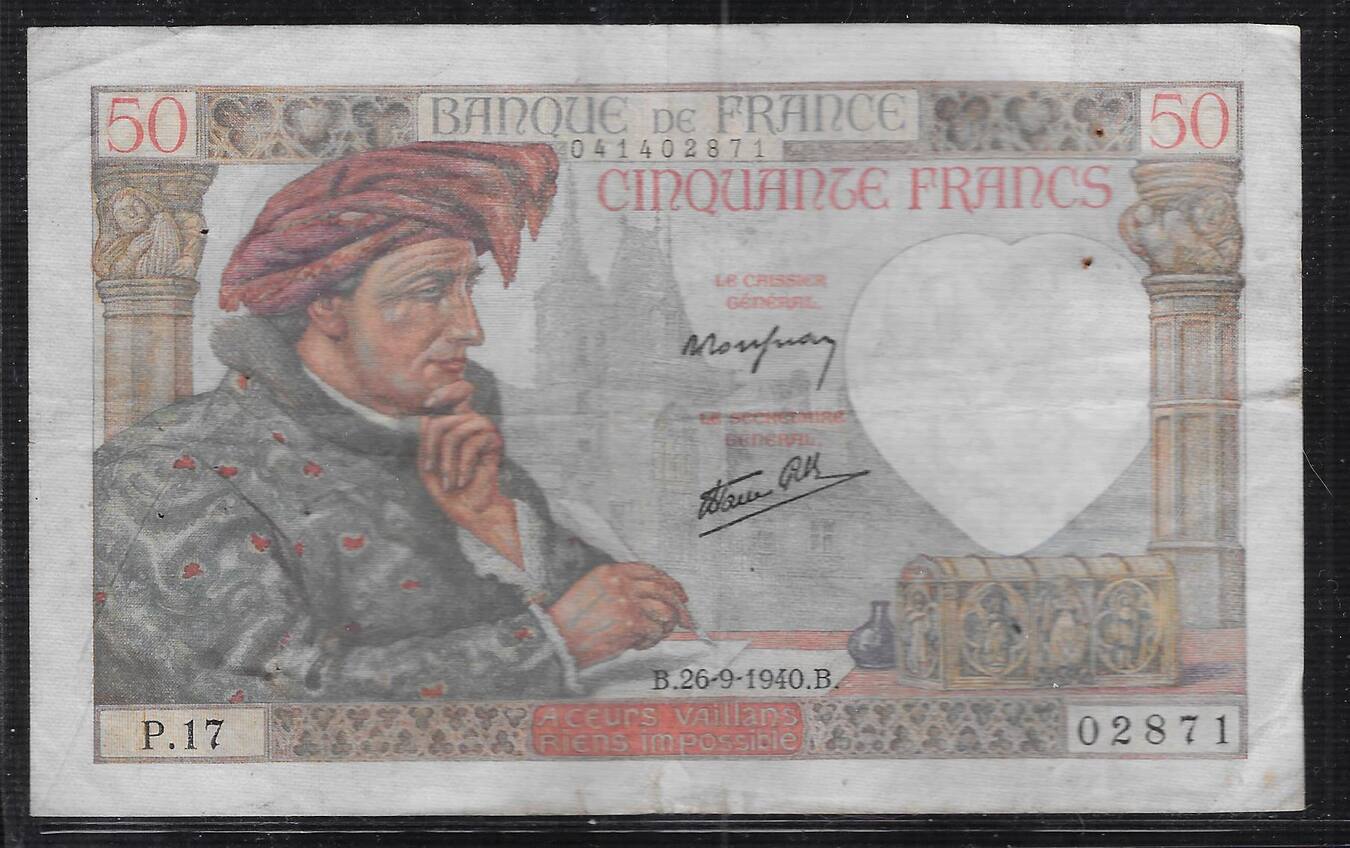 50 BANQUE DE FRANCE 50
041402871
CINQUANTE FRANCS
LE CAISSIER
GÉNÉRAL.
LE SECRÉTAIRE
GÉNÉRAL.
B.26-9-1940.B.
P.17
A CŒURS VAILLANS
RIENS IMPOSSIBLE
02871